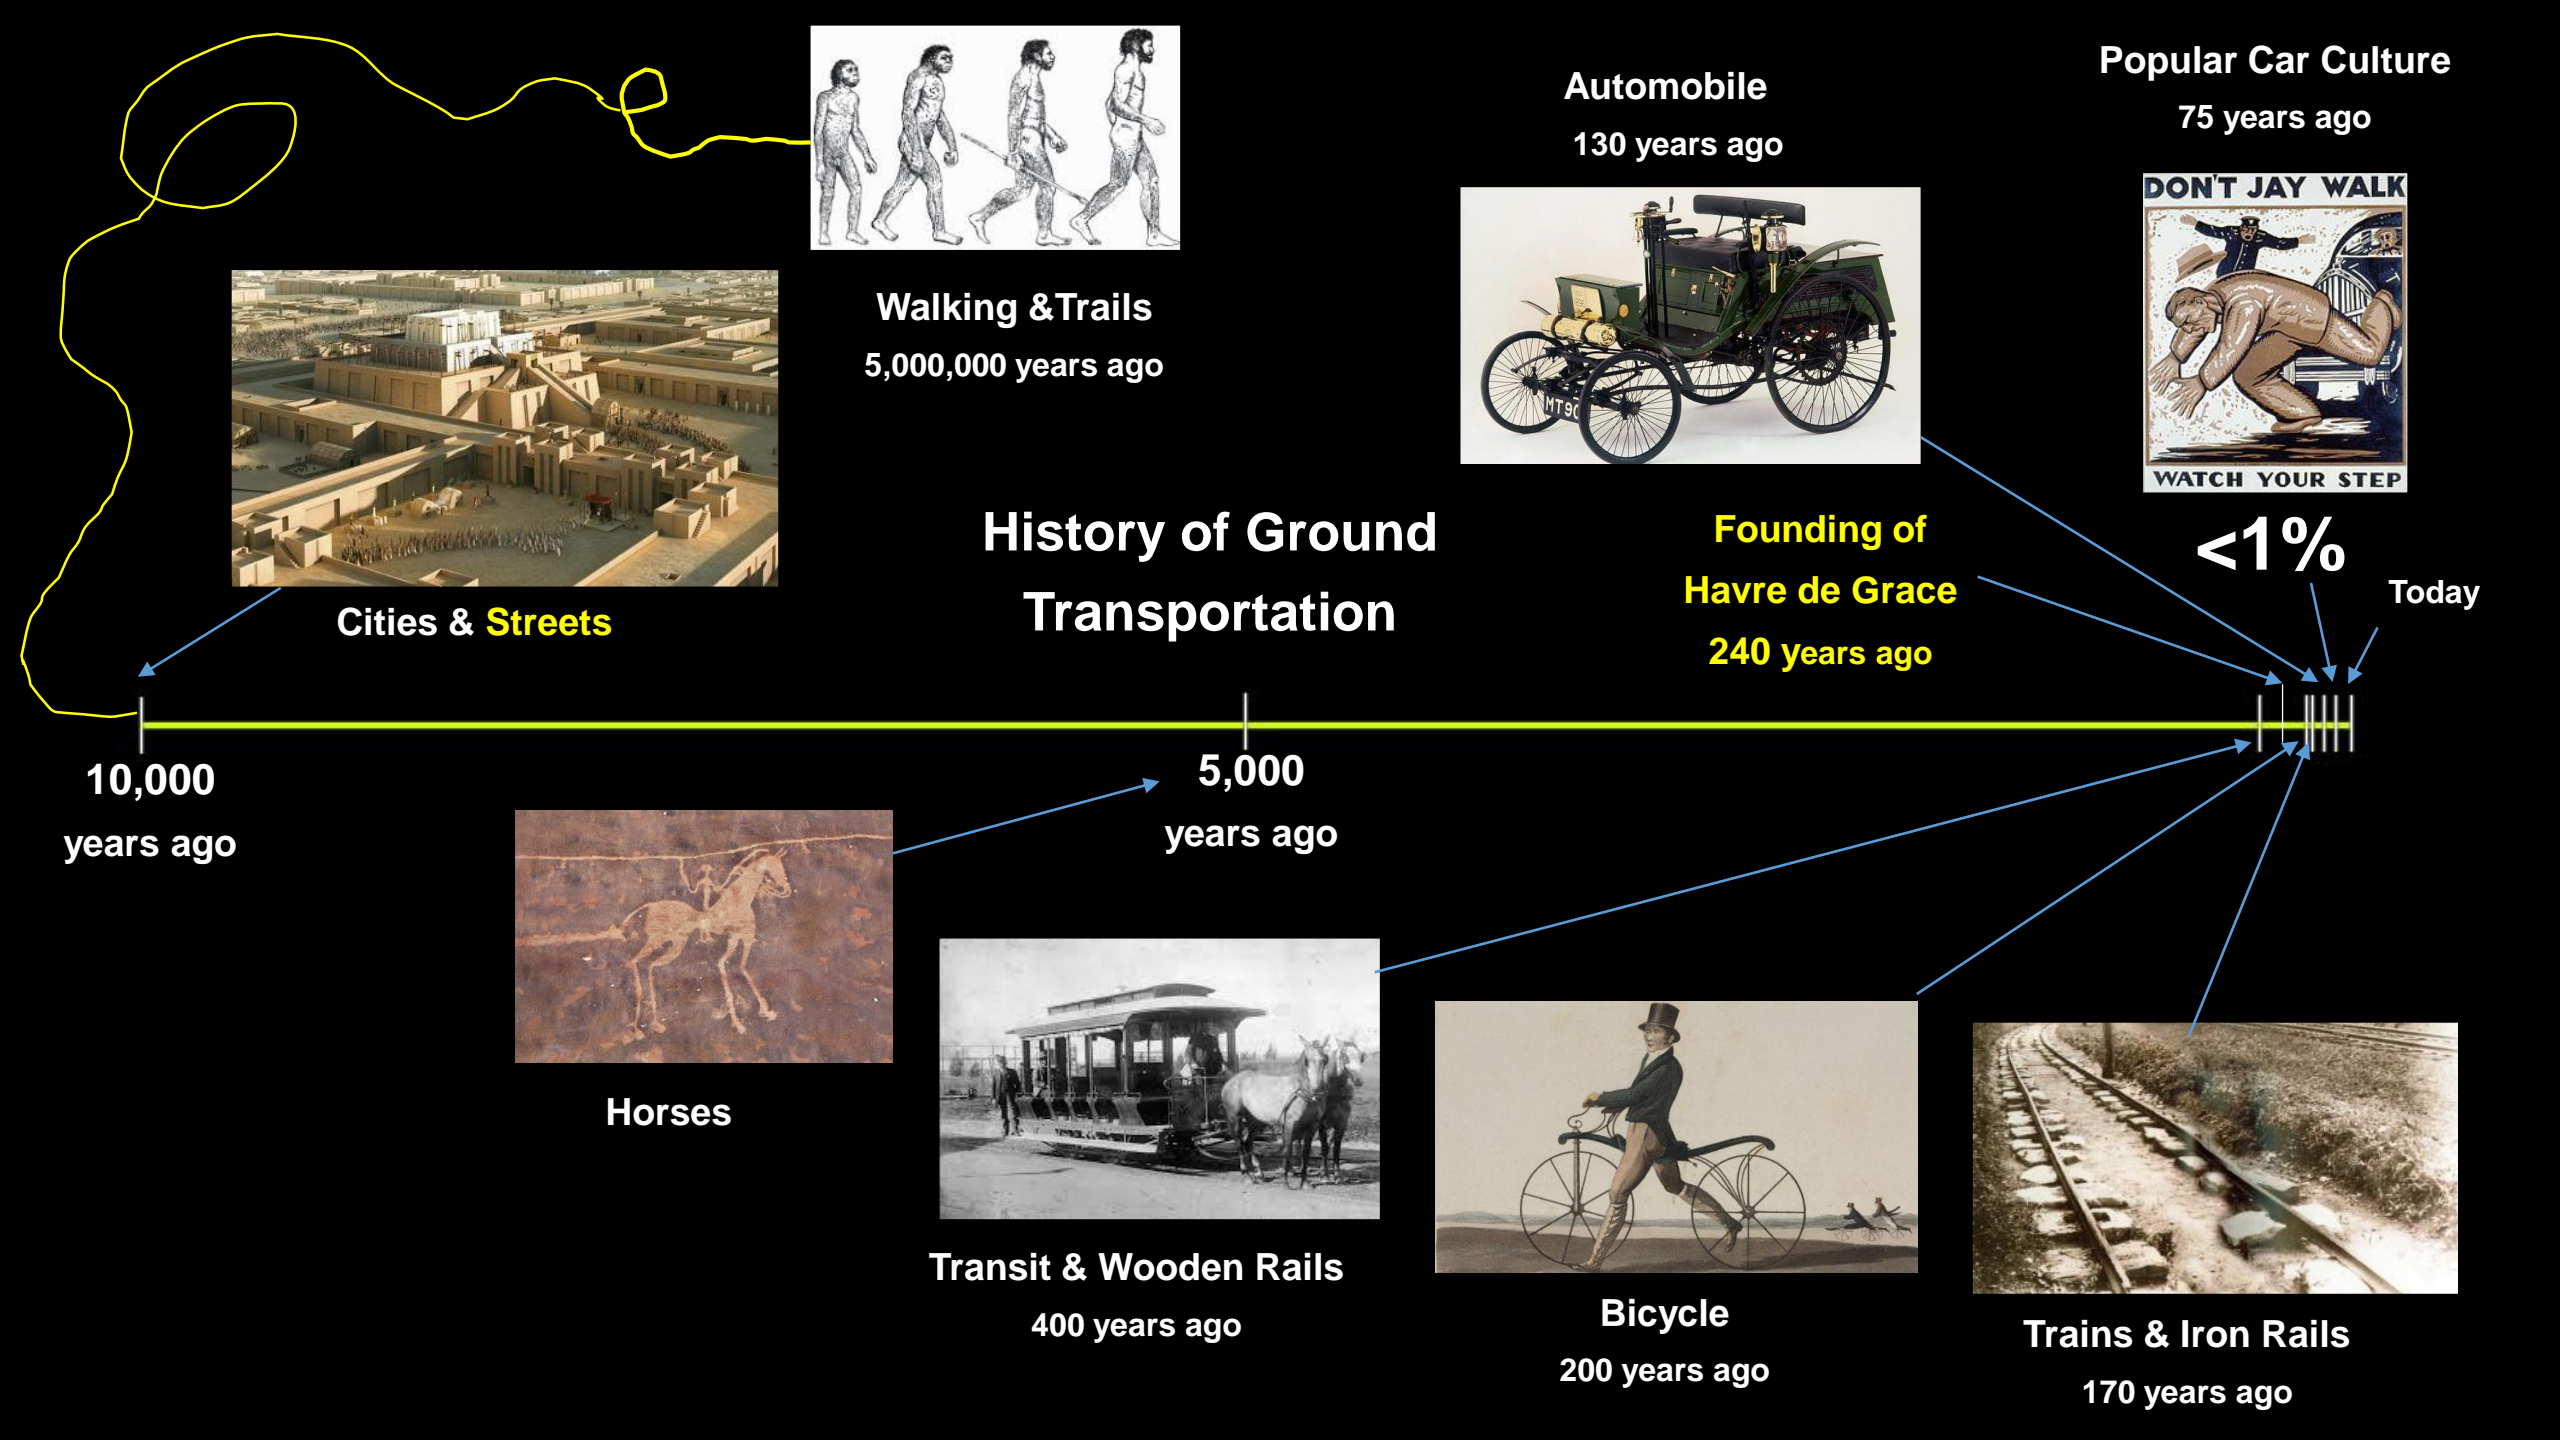 Walking &Trails
5,000,000 years ago
Automobile
130 years ago
MT90
Popular Car Culture
75 years ago
DON'T JAY WALK
WATCH YOUR STEP
<1%
Today
Founding of
Havre de Grace
240 years ago
Cities & Streets
History of Ground
Transportation
10,000
years ago
5,000
years ago
Horses
Transit & Wooden Rails
400 years ago
Bicycle
200 years ago
Trains & Iron Rails
170 years ago